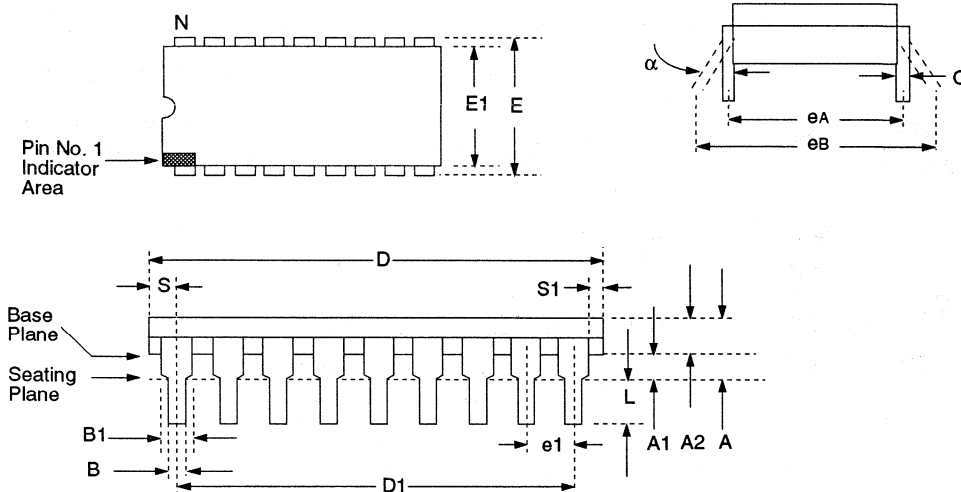 N
α
C
E1
E
eA
eB
Pin No. 1
Indicator
Area
D
S
S1
Base
Plane
Seating
Plane
L
B1
e1
A1
A2
A
B
D1